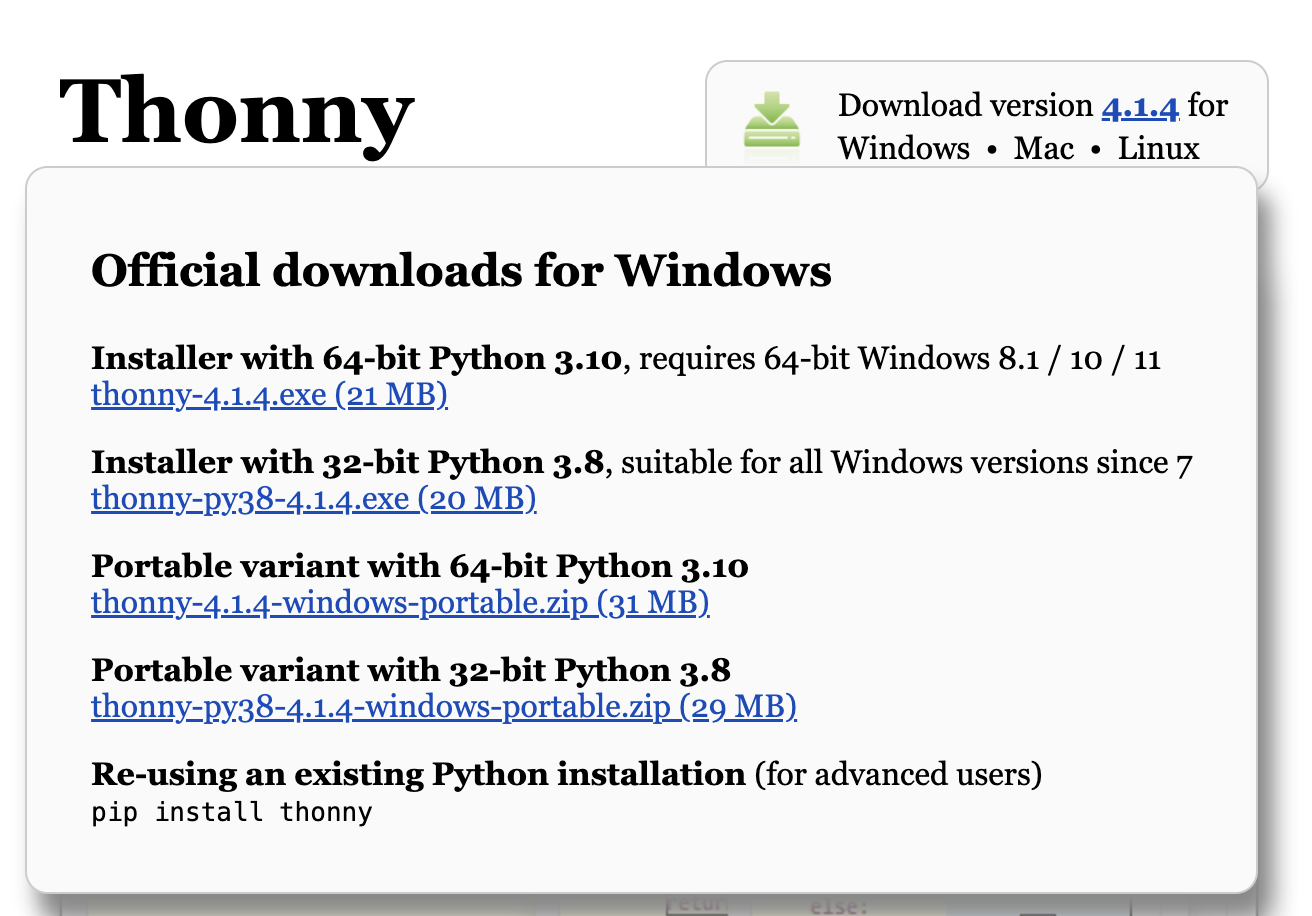 Thonny
Download version 4.1.4 for
Windows • Mac • Linux
Official downloads for Windows
Installer with 64-bit Python 3.10, requires 64-bit Windows 8.1 / 10 / 11
thonny-4.1.4.exe (21 MB)
Installer with 32-bit Python 3.8, suitable for all Windows versions since 7
thonny-py38-4.1.4.exe (20 MB)
Portable variant with 64-bit Python 3.10
thonny-4.1.4-windows-portable.zip (31 MB)
Portable variant with 32-bit Python 3.8
thonny-py38-4.1.4-windows-portable.zip (29 MB)
Re-using an existing Python installation (for advanced users)
pip install thonny
return else: